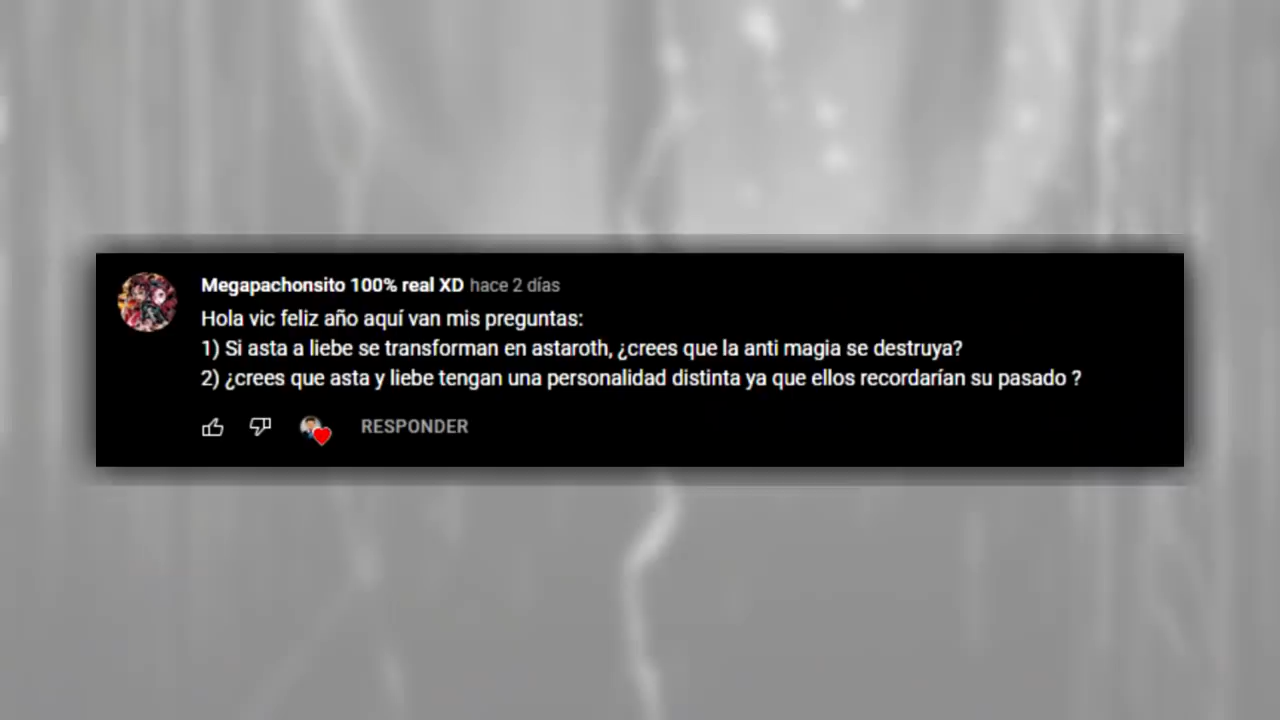 Megapachonsito 100% real XD hace 2 días
Hola vic feliz año aquí van mis preguntas:
1) Si asta a liebe se transforman en astaroth, ¿crees que la anti magia se destruya?
2) ¿crees que asta y liebe tengan una personalidad distinta ya que ellos recordarían su pasado ?
RESPONDER